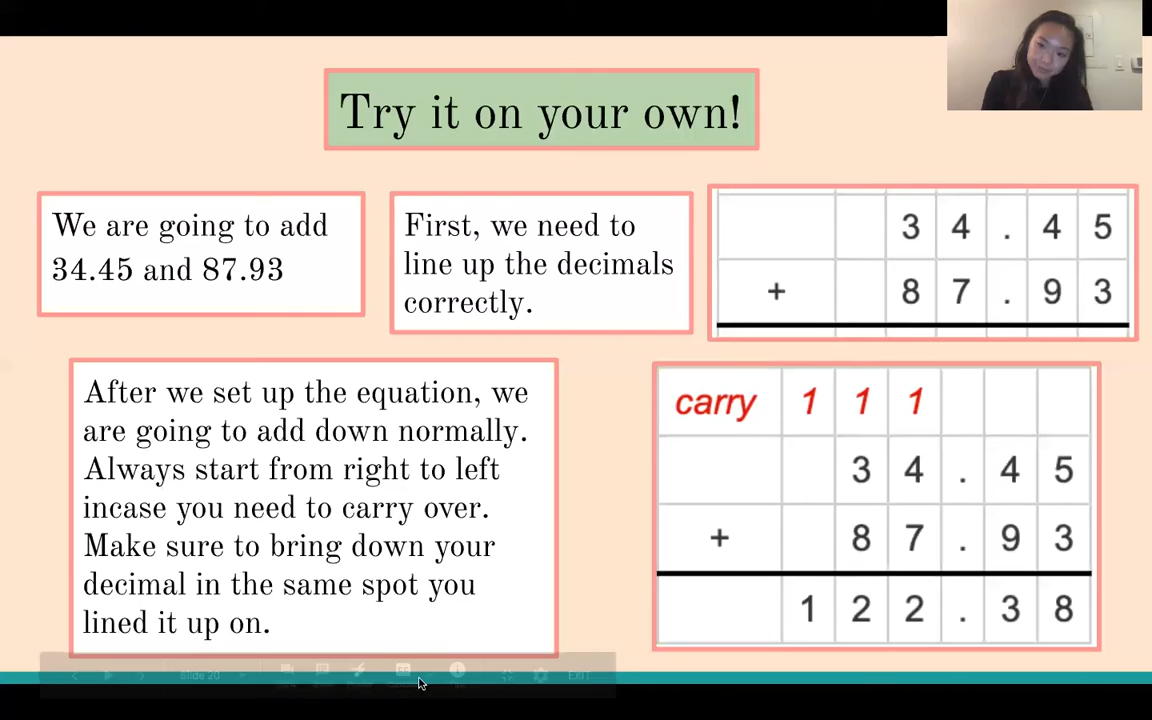 Try it on your own!
We are going to add
34.45 and 87.93
First, we need to
line up the decimals
correctly.
3 4 . 4 5
+ 8 7 . 9 3
After we set up the equation, we
are going to add down normally.
Always start from right to left
incase you need to carry over.
Make sure to bring down your
decimal in the same spot you
lined it up on.
carry 1 1 1
3 4 . 4 5
+ 8 7 . 9 3
1 2 2 . 3 8
Slide 20
EXIT